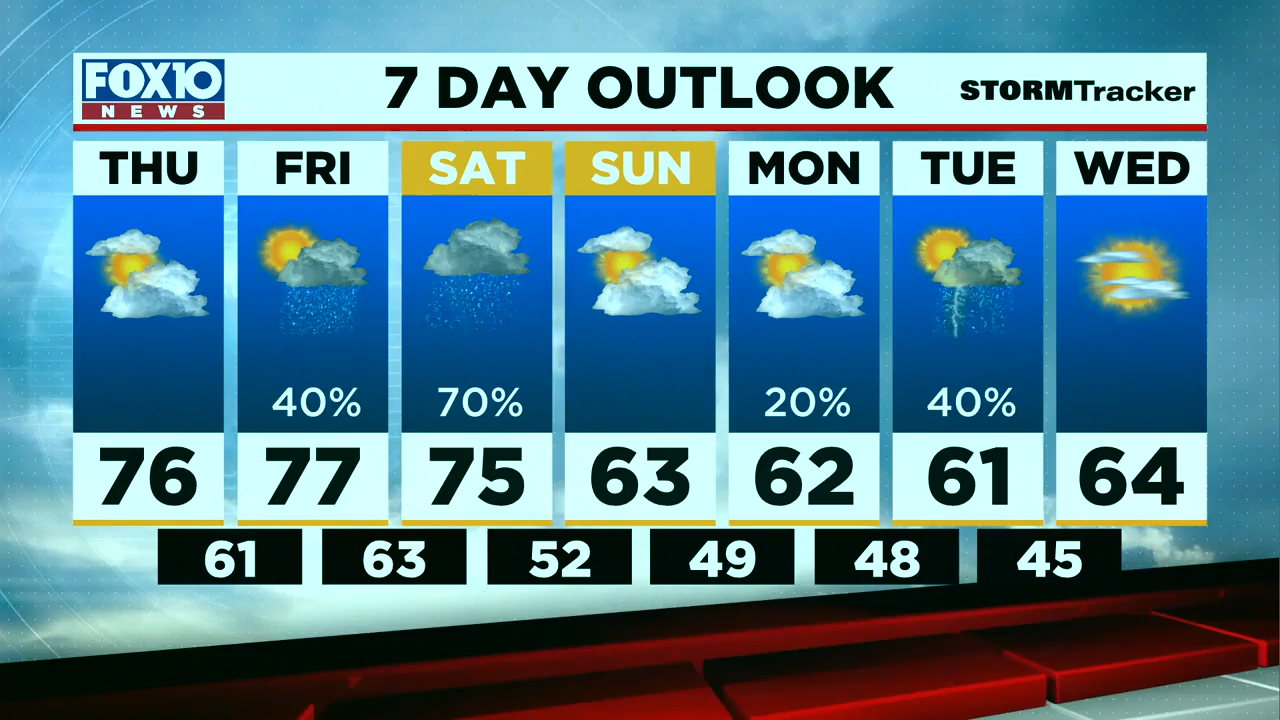 FOX10
NEWS
7 DAY OUTLOOK
STORMTracker
THU FRI SAT SUN MON TUE WED
40% 70% 20% 40%
76 77 75 63 62 61 64
61 63 52 49 48 45